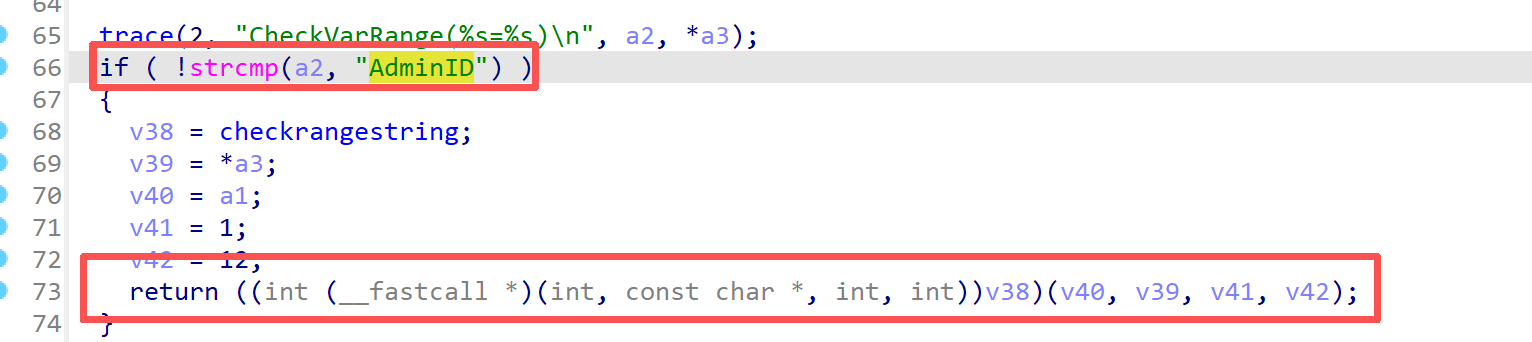 64
65 trace(2, "CheckVarRange(%s=%s)\n", a2, *a3);
66 if ( !strcmp(a2, "AdminID") )
67 {
68 v38 = checkrangestring;
69 v39 = *a3;
70 v40 = a1;
71 v41 = 1;
72 v42 = 12;
73 return ((int (__fastcall *)(int, const char *, int, int))v38)(v40, v39, v41, v42);
74 }